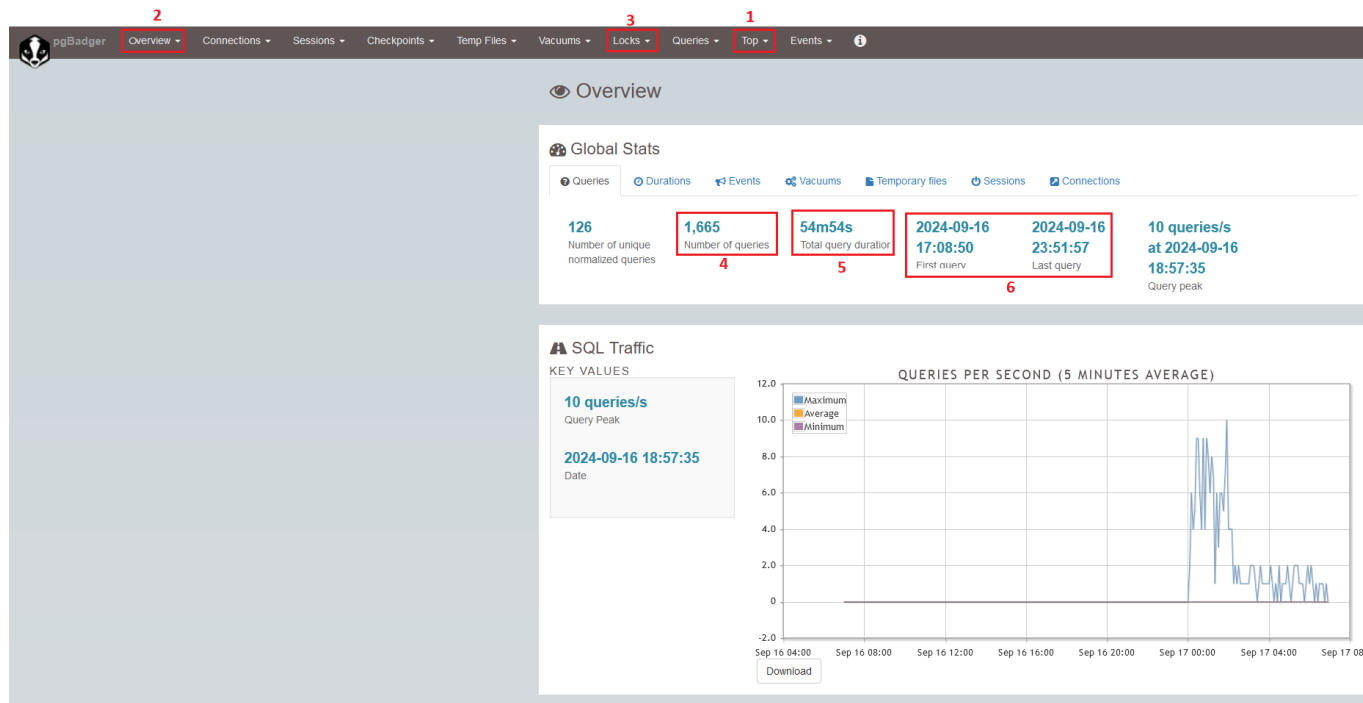 2 3 1
pgBadger Overview Connections Sessions Checkpoints Temp Files Vacuums Locks Queries Top Events
Overview
Global Stats
Queries Durations Events Vacuums Temporary files Sessions Connections
126
Number of unique
normalized queries
1,665
Number of queries
4
54m54s
Total query duration
5
2024-09-16
17:08:50
First query
2024-09-16
23:51:57
Last query
6
10 queries/s
at 2024-09-16
18:57:35
Query peak
SQL Traffic
KEY VALUES
10 queries/s
Query Peak
2024-09-16 18:57:35
Date
QUERIES PER SECOND (5 MINUTES AVERAGE)
Maximum
Average
Minimum
12.0
10.0
8.0
6.0
4.0
2.0
0
-2.0
Sep 16 04:00 Sep 16 08:00 Sep 16 12:00 Sep 16 16:00 Sep 16 20:00 Sep 17 00:00 Sep 17 04:00 Sep 17 08
Download